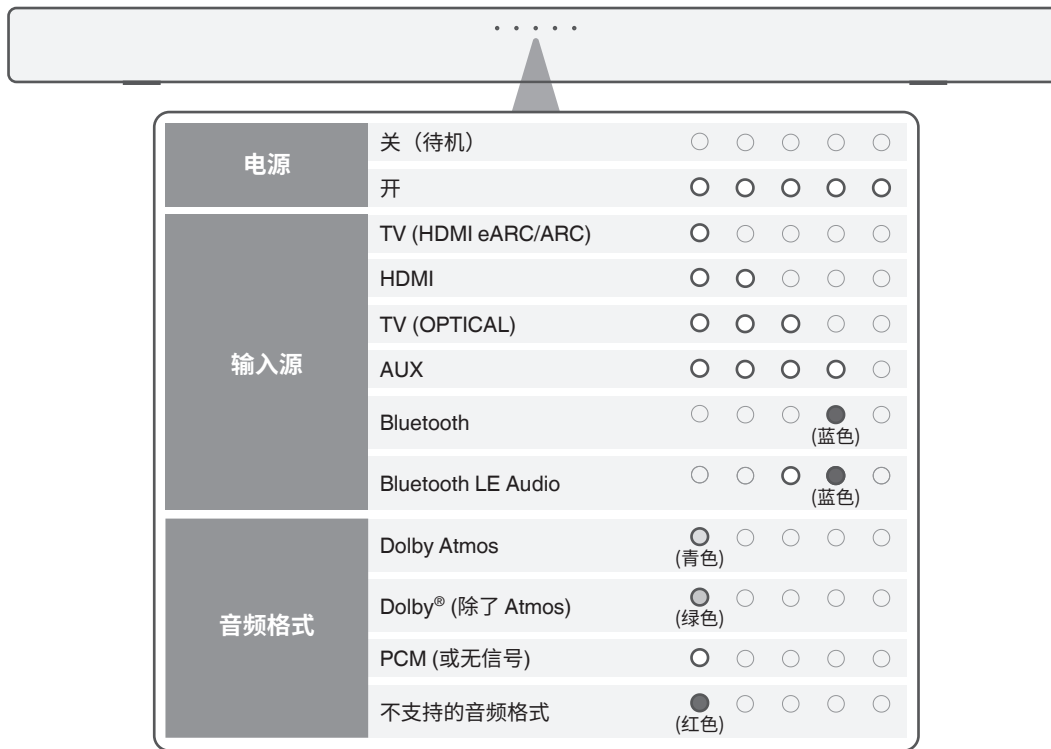 电源
关（待机）
开
输入源
TV (HDMI eARC/ARC)
HDMI
TV (OPTICAL)
AUX
Bluetooth
(蓝色)
Bluetooth LE Audio
(蓝色)
音频格式
Dolby Atmos
(青色)
Dolby® (除了 Atmos)
(绿色)
PCM (或无信号)
不支持的音频格式
(红色)